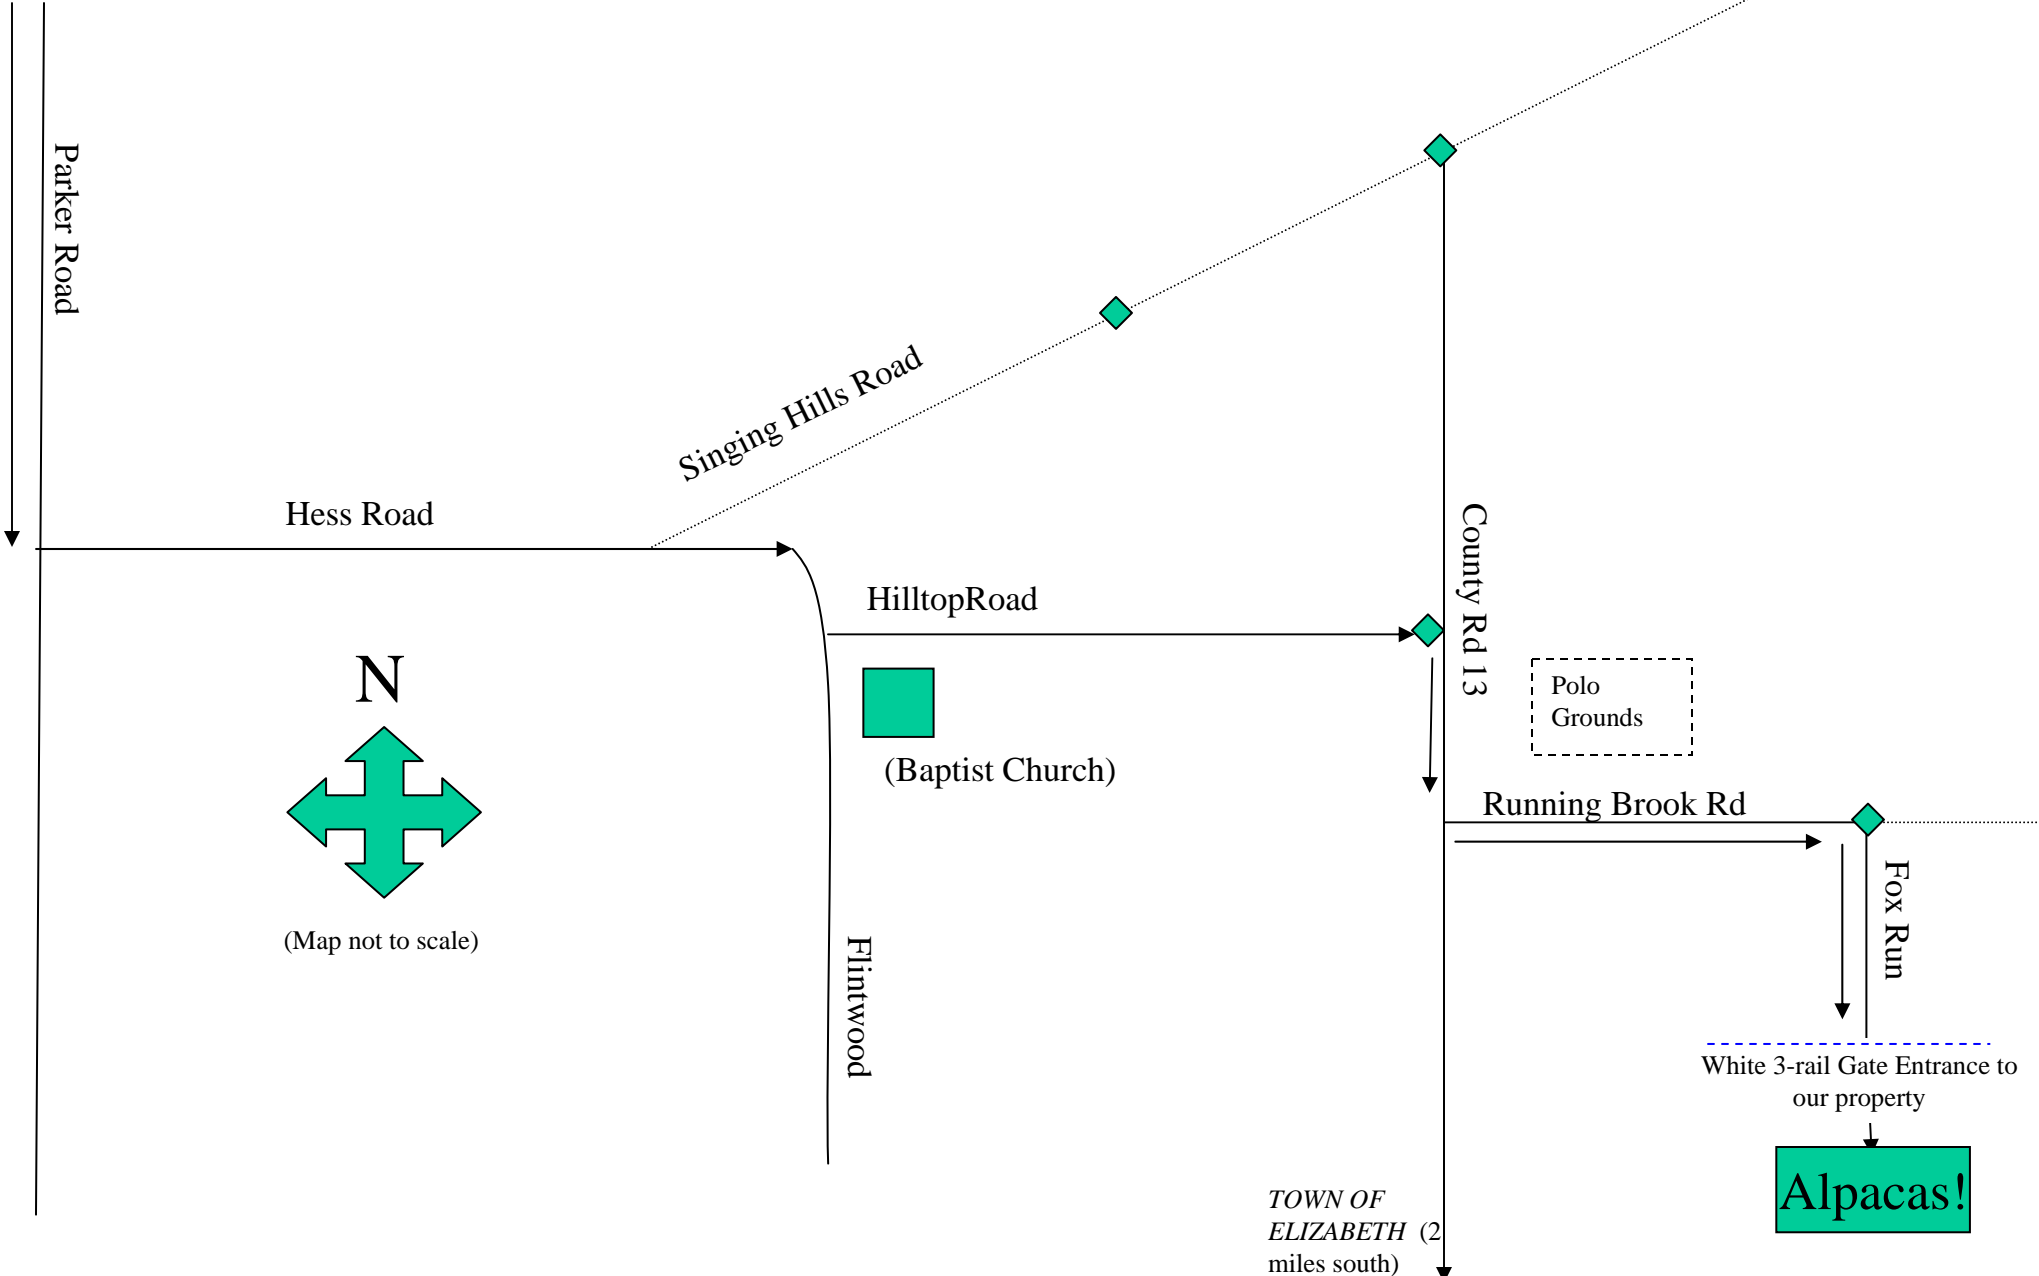 Parker Road
Singing Hills Road
Hess Road
County Rd 13
HilltopRoad
N
Polo
Grounds
(Baptist Church)
Running Brook Rd
Fox Run
(Map not to scale)
Flintwood
White 3-rail Gate Entrance to
our property
Alpacas!
TOWN OF
ELIZABETH (2
miles south)